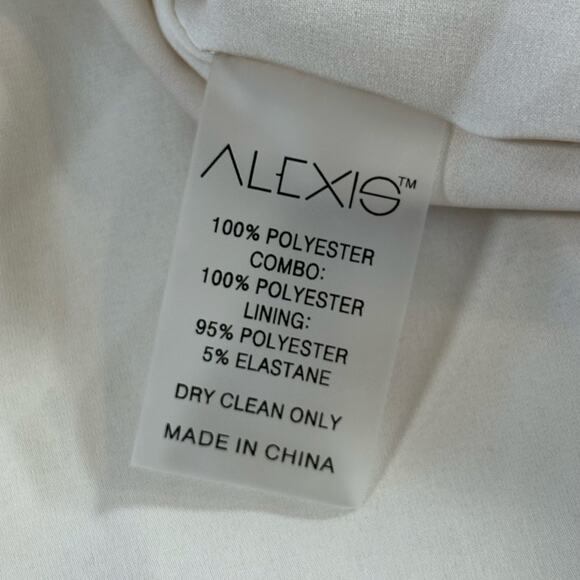 ALEXIS™
100% POLYESTER
COMBO:
100% POLYESTER
LINING:
95% POLYESTER
5% ELASTANE
DRY CLEAN ONLY
MADE IN CHINA